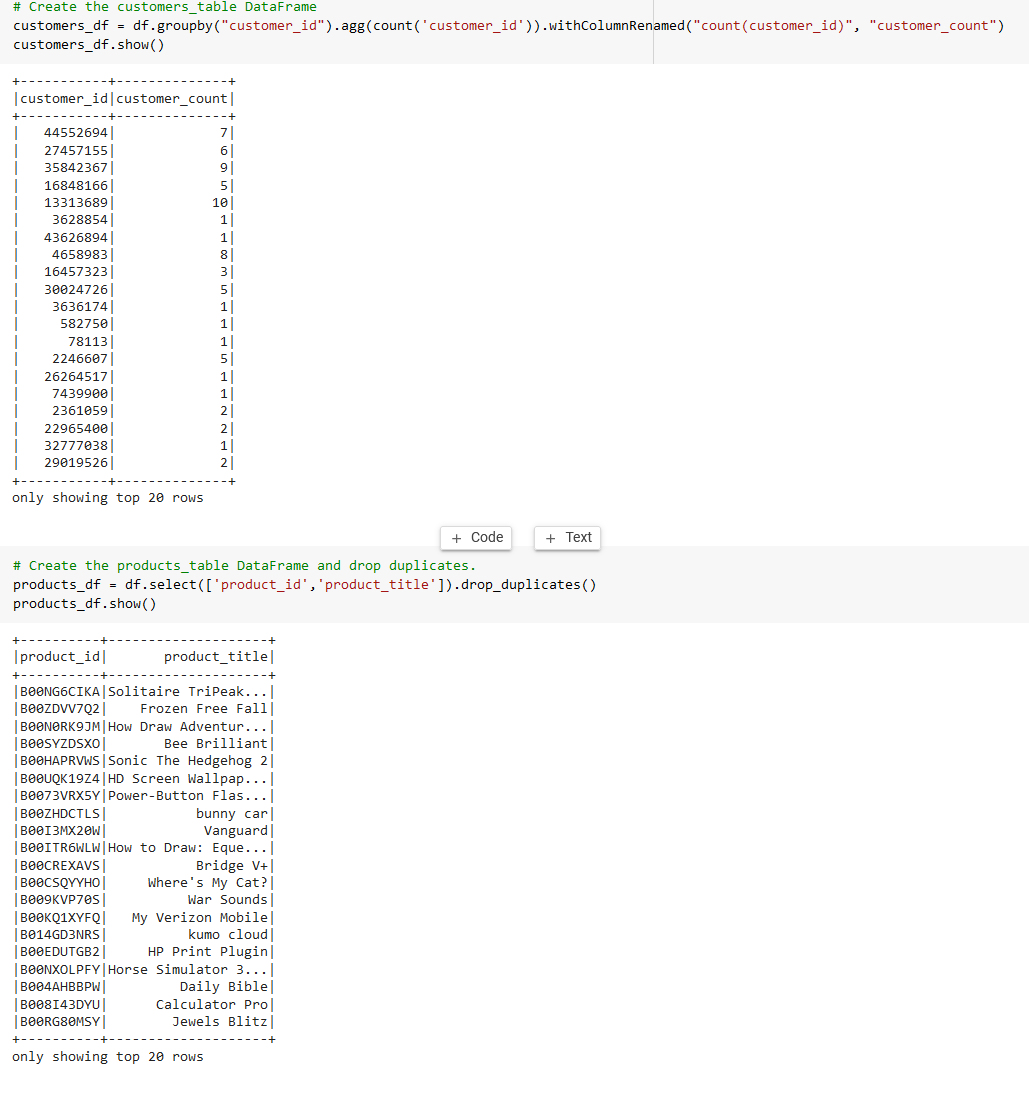 # Create the customers_table DataFrame
customers_df = df.groupby("customer_id").agg(count('customer_id')).withColumnRenamed("count(customer_id)", "customer_count")
customers_df.show()
+-----------+--------------+
|customer_id|customer_count|
+-----------+--------------+
|   44552694|             7|
|   27457155|             6|
|   35842367|             9|
|   16848166|             5|
|   13313689|            10|
|    3628854|             1|
|   43626894|             1|
|    4658983|             8|
|   16457323|             3|
|   30024726|             5|
|    3636174|             1|
|     582750|             1|
|      78113|             1|
|    2246607|             5|
|   26264517|             1|
|    7439900|             1|
|    2361059|             2|
|   22965400|             2|
|   32777038|             1|
|   29019526|             2|
+-----------+--------------+
only showing top 20 rows
+ Code + Text
# Create the products_table DataFrame and drop duplicates.
products_df = df.select(['product_id','product_title']).drop_duplicates()
products_df.show()
+----------+--------------------+
|product_id|       product_title|
+----------+--------------------+
|B00NG6CIKA|Solitaire TriPeak...|
|B00ZDVV7Q2|    Frozen Free Fall|
|B00N0RK9JM|How Draw Adventur...|
|B00SYZDSXO|       Bee Brilliant|
|B00HAPRVWS|Sonic The Hedgehog 2|
|B00UQK19Z4|HD Screen Wallpap...|
|B0073VRX5Y|Power-Button Flas...|
|B00ZHDCTLS|           bunny car|
|B00I3MX20W|            Vanguard|
|B00ITR6WLW|How to Draw: Eque...|
|B00CREXAVS|           Bridge V+|
|B00CSQYYHO|     Where's My Cat?|
|B009KVP70S|          War Sounds|
|B00KQ1XYFQ|   My Verizon Mobile|
|B014GD3NRS|          kumo cloud|
|B00EDUTGB2|     HP Print Plugin|
|B00NXOLPFY|Horse Simulator 3...|
|B004AHBBPW|         Daily Bible|
|B008I43DYU|      Calculator Pro|
|B00RG80MSY|        Jewels Blitz|
+----------+--------------------+
only showing top 20 rows